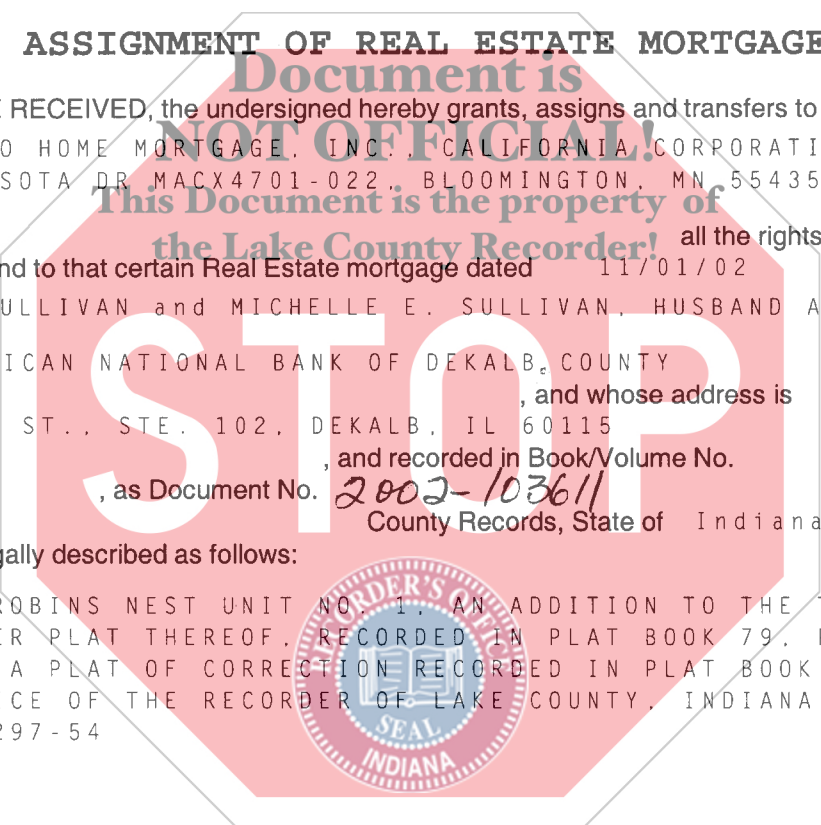 ASSIGNMENT OF REAL ESTATE MORTGAGE
Document is
RECEIVED, the undersigned hereby grants, assigns and transfers to
NOT OFFICIAL!
O HOME MORTGAGE, INC., CALIFORNIA CORPORATI
SOTA DR MACX4701-022, BLOOMINGTON, MN 55435
This Document is the property of
all the rights
the Lake County Recorder!
nd to that certain Real Estate mortgage dated 11/01/02
ULLIVAN and MICHELLE E. SULLIVAN, HUSBAND A
STOP
ICAN NATIONAL BANK OF DEKALB COUNTY
, and whose address is
ST., STE. 102, DEKALB, IL 60115
, and recorded in Book/Volume No.
, as Document No. 2002-103611
County Records, State of Indiana
gally described as follows:
ROBINS NEST UNIT NO. 1, AN ADDITION TO THE T
ER PLAT THEREOF, RECORDED IN PLAT BOOK 79,
A PLAT OF CORRECTION RECORDED IN PLAT BOOK
CE OF THE RECORDER OF LAKE COUNTY, INDIANA
297-54
RECORDER'S OFFICE
SEAL
INDIANA